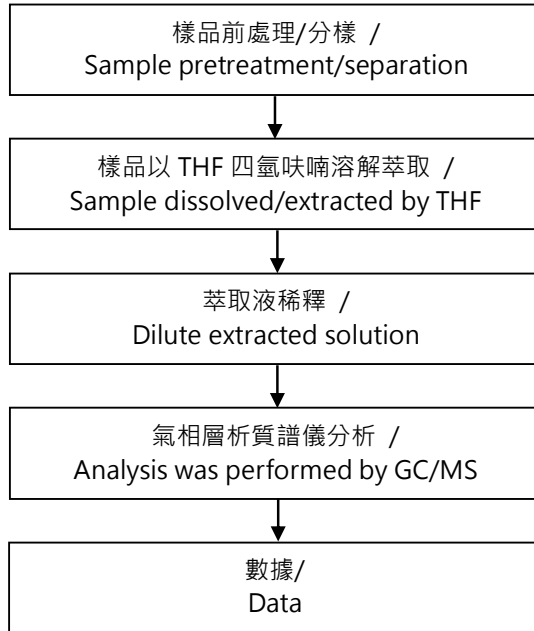 樣品前處理/分樣 /
Sample pretreatment/separation
樣品以 THF 四氫呋喃溶解萃取 /
Sample dissolved/extracted by THF
萃取液稀釋 /
Dilute extracted solution
氣相層析質譜儀分析 /
Analysis was performed by GC/MS
數據/
Data